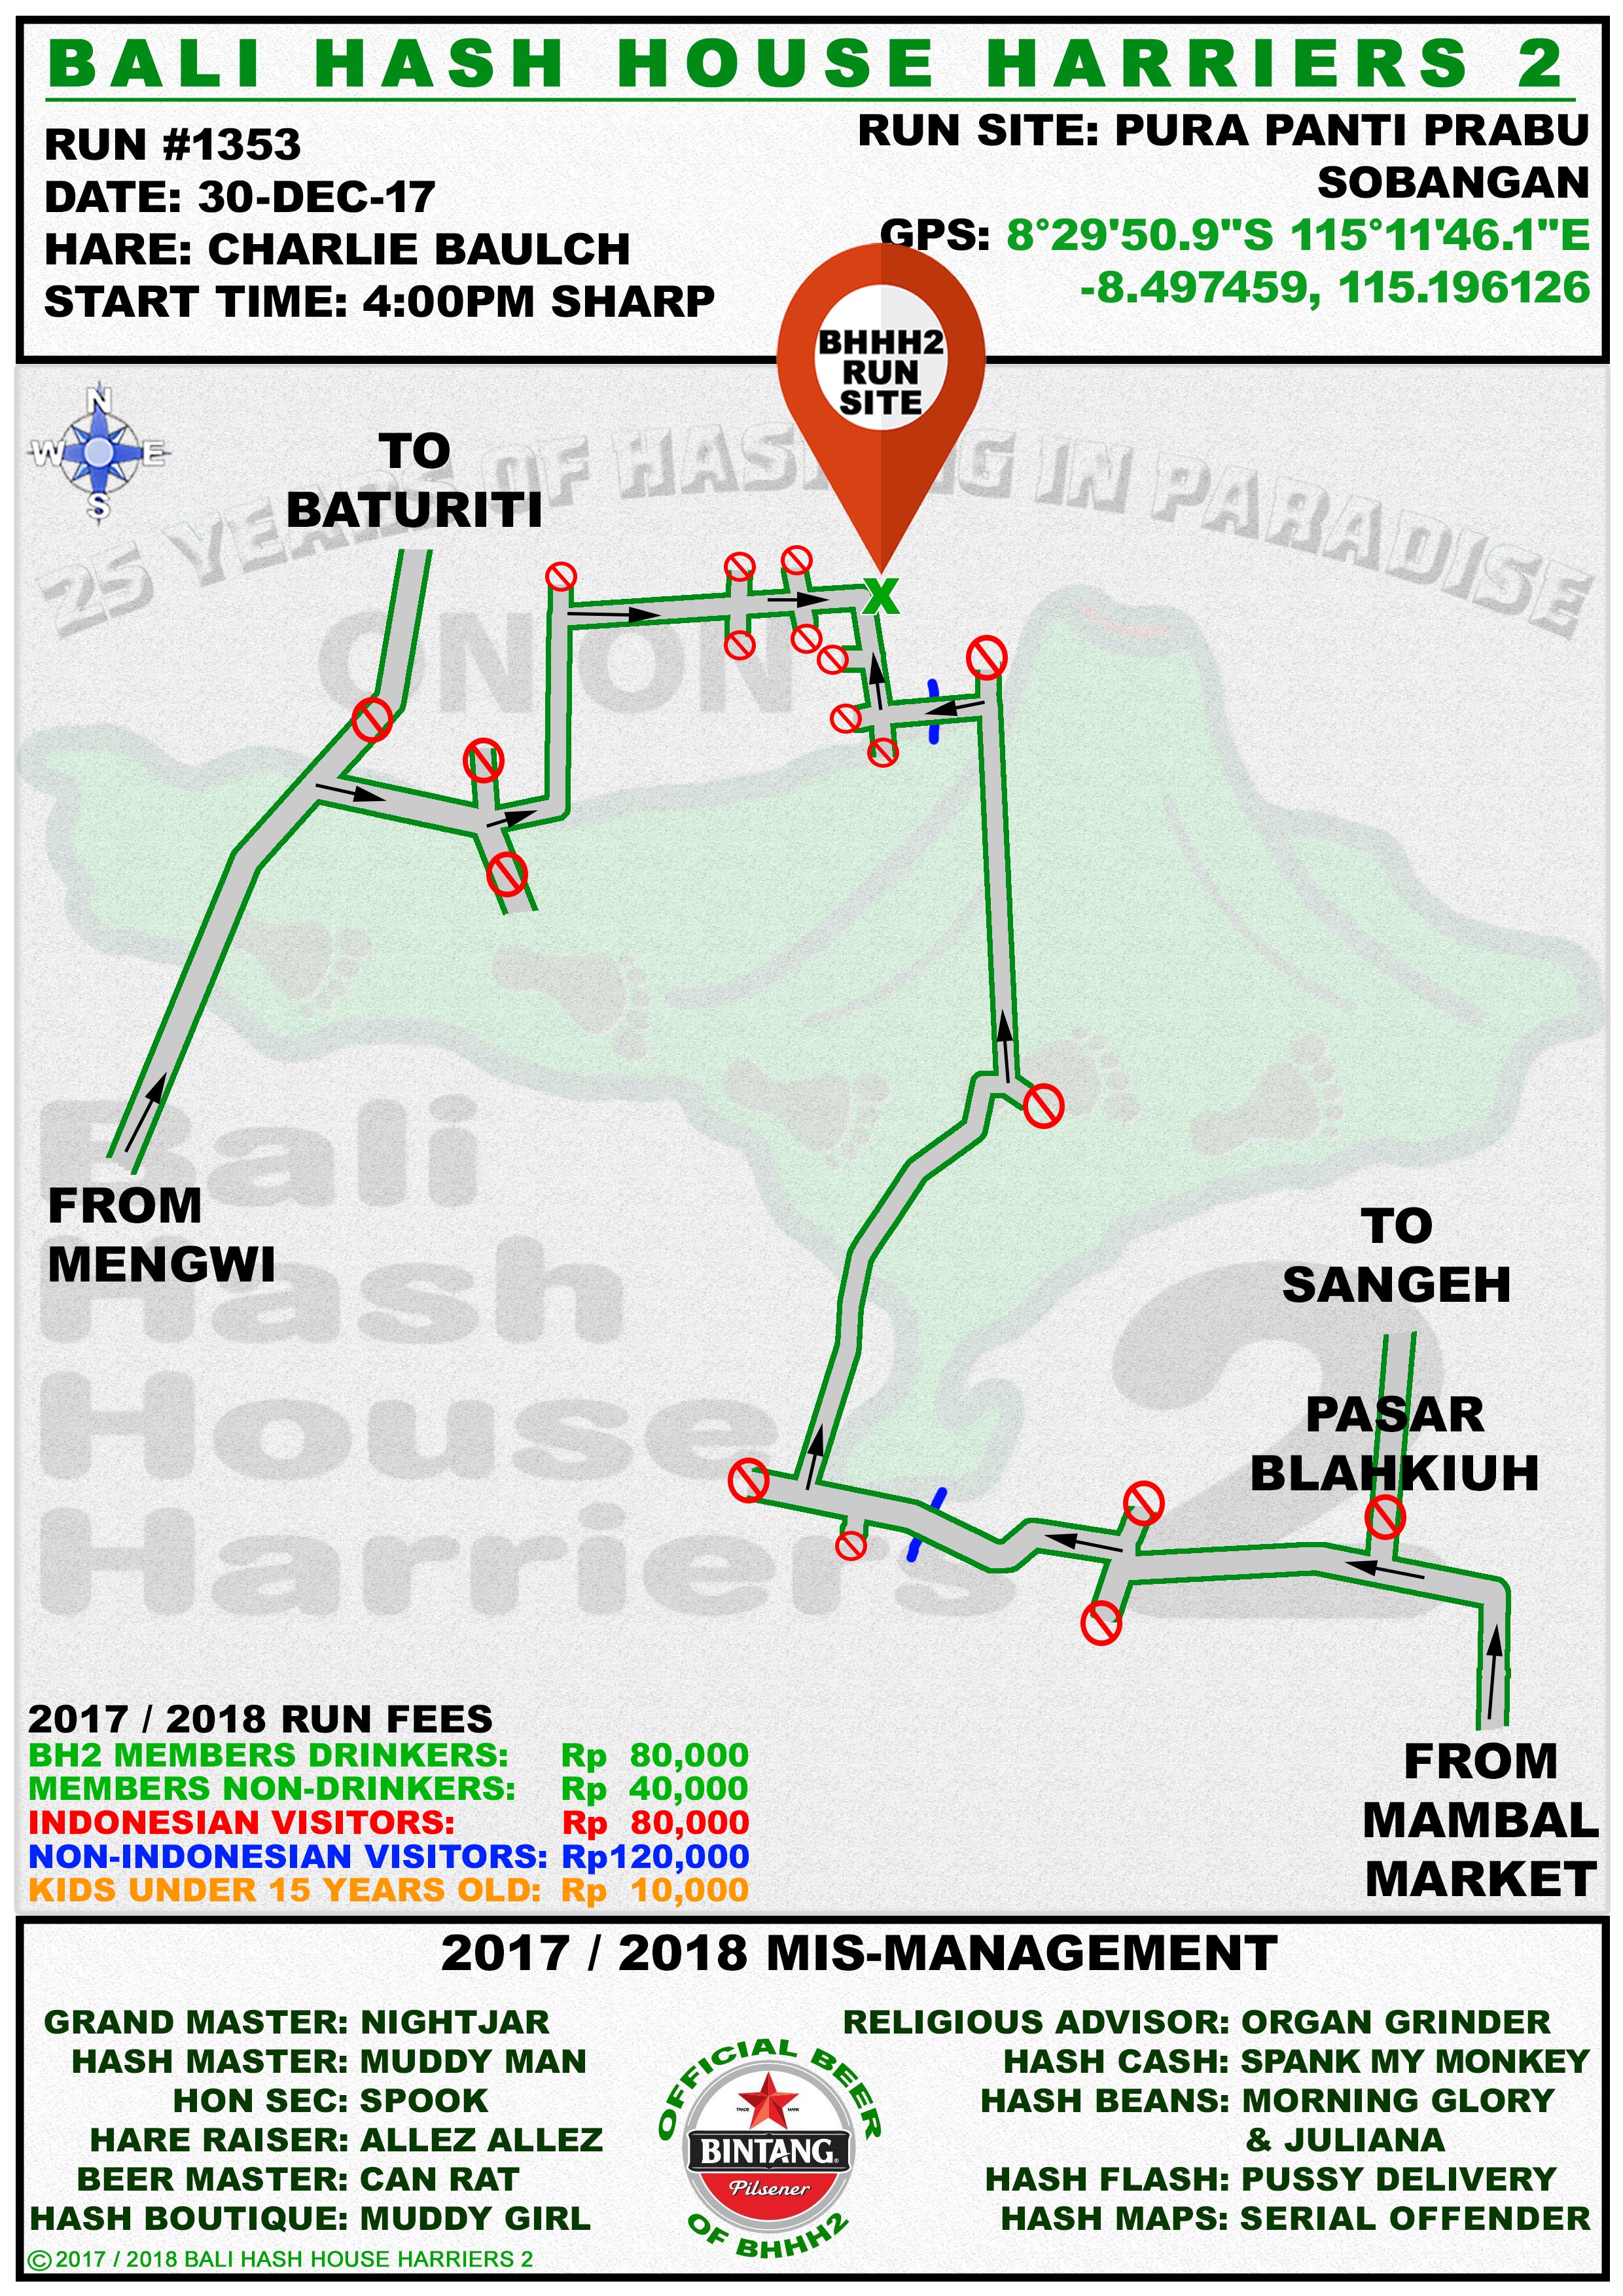 BALI HASH HOUSE HARRIERS 2
RUN #1353
DATE: 30-DEC-17
HARE: CHARLIE BAULCH
START TIME: 4:00PM SHARP
RUN SITE: PURA PANTI PRABU
SOBANGAN
GPS: 8°29'50.9"S 115°11'46.1"E
-8.497459, 115.196126
BHHH2
RUN
SITE
N
W E
S
25 YEARS OF HASHING IN PARADISE
ON ON
TO
BATURITI
X
Bali
Hash
House
Harriers 2
FROM
MENGWI
TO
SANGEH
PASAR
BLAHKIUH
FROM
MAMBAL
MARKET
2017 / 2018 RUN FEES
BH2 MEMBERS DRINKERS: Rp 80,000
MEMBERS NON-DRINKERS: Rp 40,000
INDONESIAN VISITORS: Rp 80,000
NON-INDONESIAN VISITORS: Rp120,000
KIDS UNDER 15 YEARS OLD: Rp 10,000
2017 / 2018 MIS-MANAGEMENT
GRAND MASTER: NIGHTJAR
HASH MASTER: MUDDY MAN
HON SEC: SPOOK
HARE RAISER: ALLEZ ALLEZ
BEER MASTER: CAN RAT
HASH BOUTIQUE: MUDDY GIRL
© 2017 / 2018 BALI HASH HOUSE HARRIERS 2
OFFICIAL BEER
TRADE MARK
BINTANG®
Pilsener
OF BHHH2
RELIGIOUS ADVISOR: ORGAN GRINDER
HASH CASH: SPANK MY MONKEY
HASH BEANS: MORNING GLORY
& JULIANA
HASH FLASH: PUSSY DELIVERY
HASH MAPS: SERIAL OFFENDER